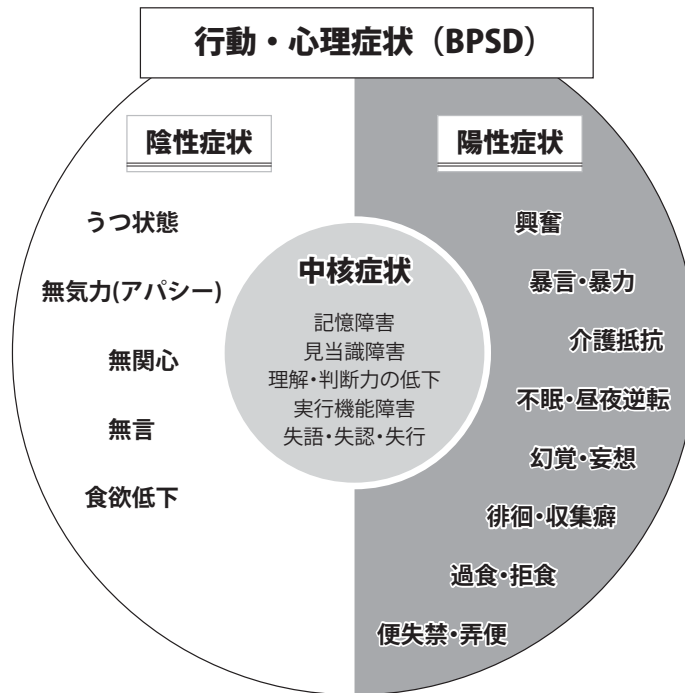 行動・心理症状（BPSD）
陰性症状
うつ状態
無気力(アパシー)
無関心
無言
食欲低下
中核症状
記憶障害
見当識障害
理解・判断力の低下
実行機能障害
失語・失認・失行
陽性症状
興奮
暴言・暴力
介護抵抗
不眠・昼夜逆転
幻覚・妄想
徘徊・収集癖
過食・拒食
便失禁・弄便